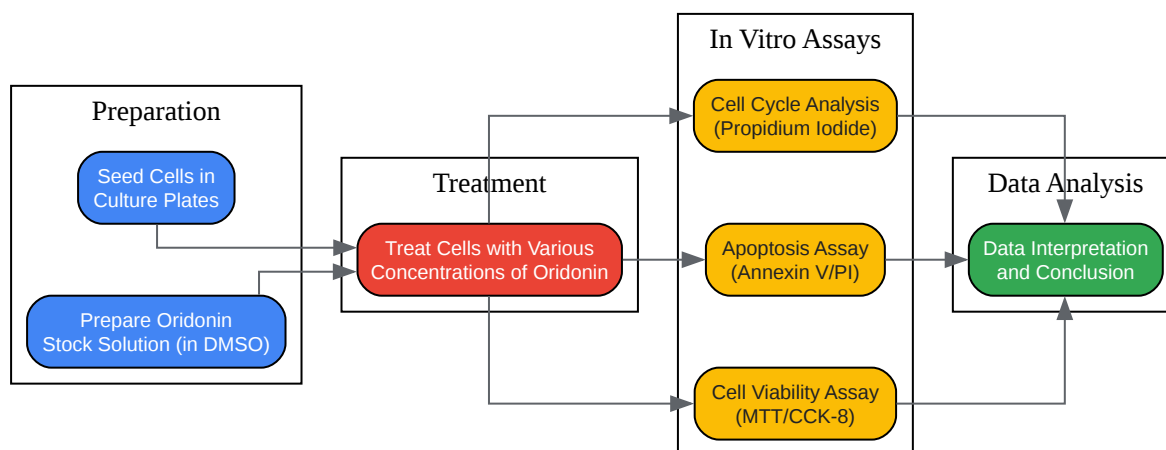 Preparation
Seed Cells in
Culture Plates
Prepare Oridonin
Stock Solution (in DMSO)
Treatment
Treat Cells with Various
Concentrations of Oridonin
In Vitro Assays
Cell Cycle Analysis
(Propidium Iodide)
Apoptosis Assay
(Annexin V/PI)
Cell Viability Assay
(MTT/CCK-8)
Data Analysis
Data Interpretation
and Conclusion